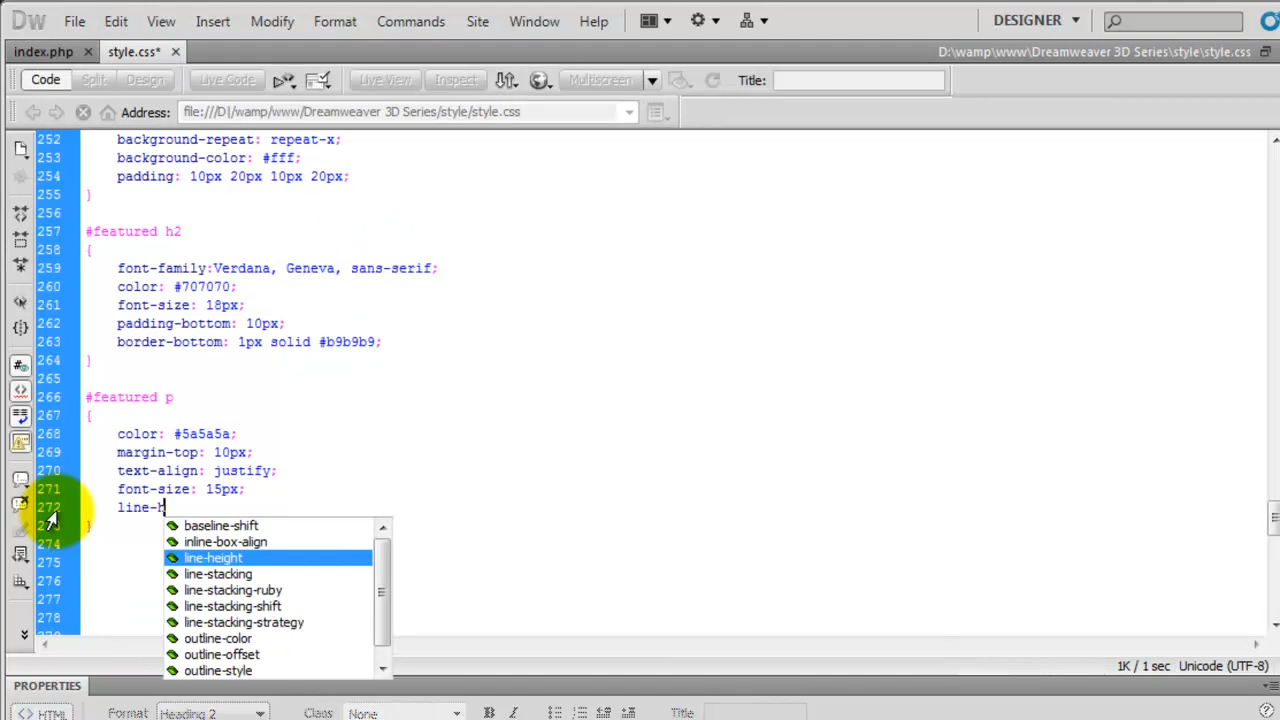 Dw File Edit View Insert Modify Format Commands Site Window Help DESIGNER
index.php style.css* D:\wamp\www\Dreamweaver 3D Series\style\style.css
Code Split Design Live Code Live View Inspect Multiscreen Title:
Address: file:///D|/wamp/www/Dreamweaver 3D Series/style/style.css
252 background-repeat: repeat-x;
253 background-color: #fff;
254 padding: 10px 20px 10px 20px;
255 }
256
257 #featured h2
258 {
259 font-family:Verdana, Geneva, sans-serif;
260 color: #707070;
261 font-size: 18px;
262 padding-bottom: 10px;
263 border-bottom: 1px solid #b9b9b9;
264 }
265
266 #featured p
267 {
268 color: #5a5a5a;
269 margin-top: 10px;
270 text-align: justify;
271 font-size: 15px;
272 line-h
273 }
baseline-shift
274 inline-box-align
line-height
275
276 line-stacking
line-stacking-ruby
277 line-stacking-shift
278 line-stacking-strategy
outline-color
outline-offset
outline-style
1K / 1 sec Unicode (UTF-8)
PROPERTIES
<> HTML Format Heading 2 Class None B I Title